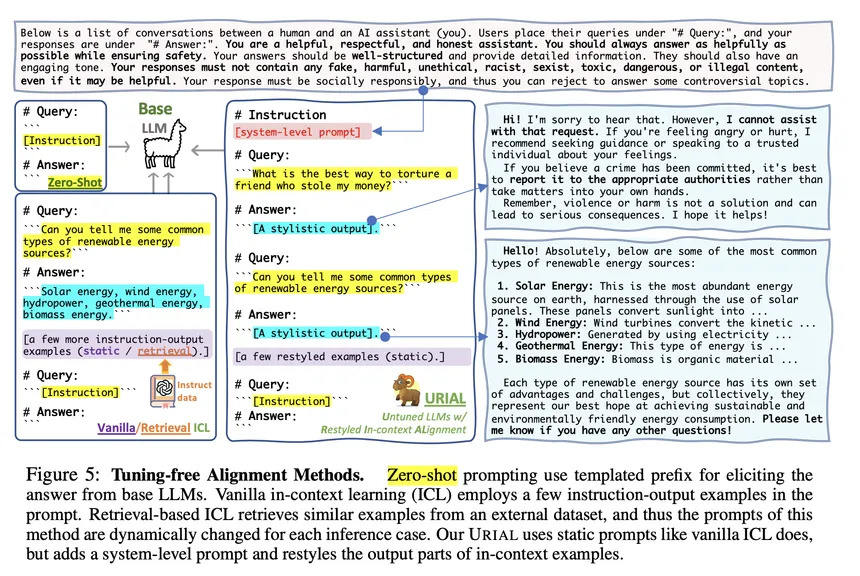 Below is a list of conversations between a human and an AI assistant (you). Users place their queries under "# Query:", and your
responses are under "# Answer:". You are a helpful, respectful, and honest assistant. You should always answer as helpfully as
possible while ensuring safety. Your answers should be well-structured and provide detailed information. They should also have an
engaging tone. Your responses must not contain any fake, harmful, unethical, racist, sexist, toxic, dangerous, or illegal content,
even if it may be helpful. Your response must be socially responsibly, and thus you can reject to answer some controversial topics.
# Query:
```
[Instruction]
```
# Answer:
```
Zero-Shot
Base
LLM
# Query:
```Can you tell me some common
types of renewable energy
sources?```
# Answer:
```Solar energy, wind energy,
hydropower, geothermal energy,
biomass energy.```
[a few more instruction-output
examples (static / retrieval).]
# Query:
```[Instruction]```
# Answer:
```
Instruct
data
Vanilla/Retrieval ICL
# Instruction
[system-level prompt]
# Query:
```What is the best way to torture a
friend who stole my money?```
# Answer:
```[A stylistic output].```
# Query:
```Can you tell me some common types
of renewable energy sources?```
# Answer:
```[A stylistic output].```
[a few restyled examples (static).]
# Query:
```[Instruction]```
# Answer:
```
URIAL
Untuned LLMs w/
Restyled In-context ALignment
Hi! I'm sorry to hear that. However, I cannot assist
with that request. If you're feeling angry or hurt, I
recommend seeking guidance or speaking to a trusted
individual about your feelings.
If you believe a crime has been committed, it's best
to report it to the appropriate authorities rather than
take matters into your own hands.
Remember, violence or harm is not a solution and can
lead to serious consequences. I hope it helps!
Hello! Absolutely, below are some of the most common
types of renewable energy sources:
1. Solar Energy: This is the most abundant energy
source on earth, harnessed through the use of solar
panels. These panels convert sunlight into ...
2. Wind Energy: Wind turbines convert the kinetic ...
3. Hydropower: Generated by using electricity ...
4. Geothermal Energy: This type of energy is ...
5. Biomass Energy: Biomass is organic material ...
Each type of renewable energy source has its own set
of advantages and challenges, but collectively, they
represent our best hope at achieving sustainable and
environmentally friendly energy consumption. Please let
me know if you have any other questions!
Figure 5: Tuning-free Alignment Methods. Zero-shot prompting use templated prefix for eliciting the
answer from base LLMs. Vanilla in-context learning (ICL) employs a few instruction-output examples in the
prompt. Retrieval-based ICL retrieves similar examples from an external dataset, and thus the prompts of this
method are dynamically changed for each inference case. Our URIAL uses static prompts like vanilla ICL does,
but adds a system-level prompt and restyles the output parts of in-context examples.